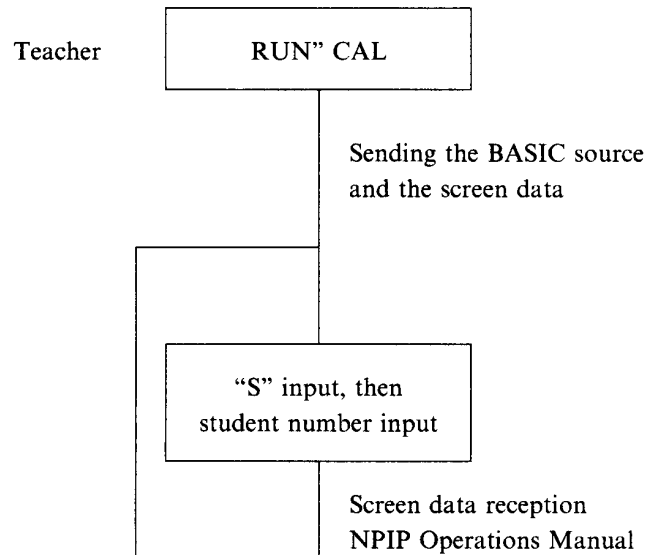 Teacher
RUN” CAL
Sending the BASIC source
and the screen data
“S” input, then
student number input
Screen data reception
NPIP Operations Manual